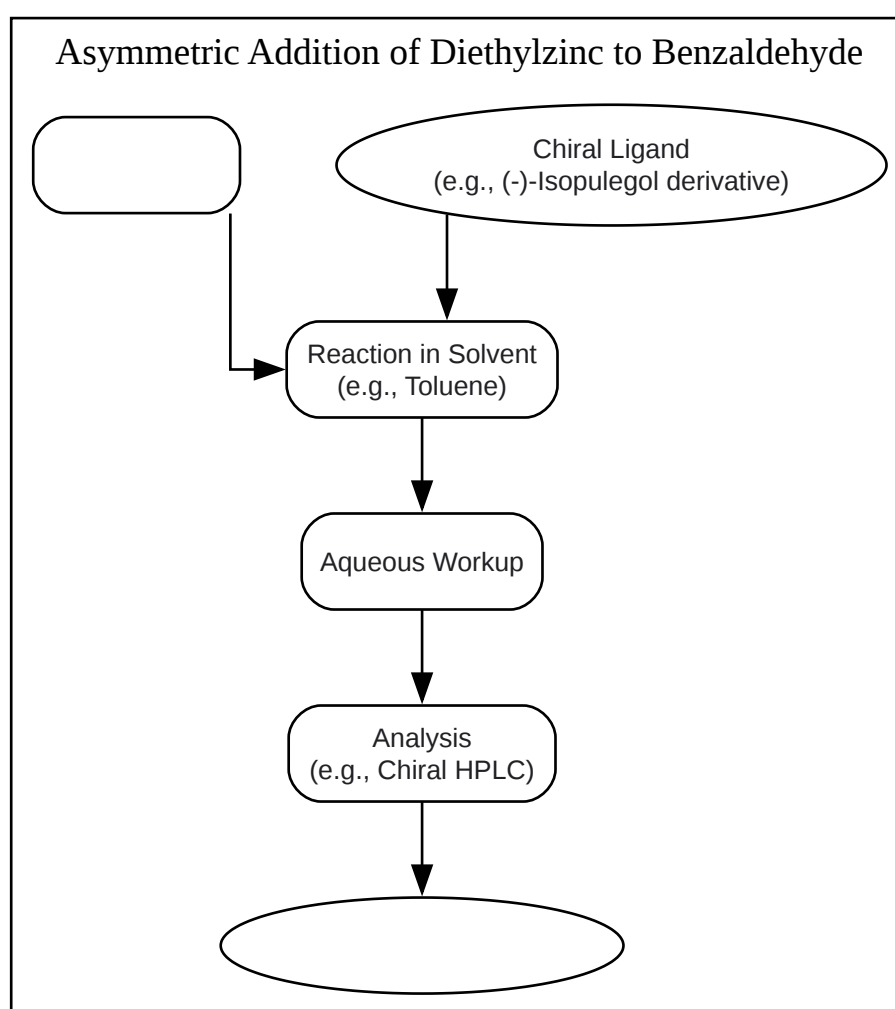 Asymmetric Addition of Diethylzinc to Benzaldehyde
Chiral Ligand
(e.g., (-)-Isopulegol derivative)
Reaction in Solvent
(e.g., Toluene)
Aqueous Workup
Analysis
(e.g., Chiral HPLC)